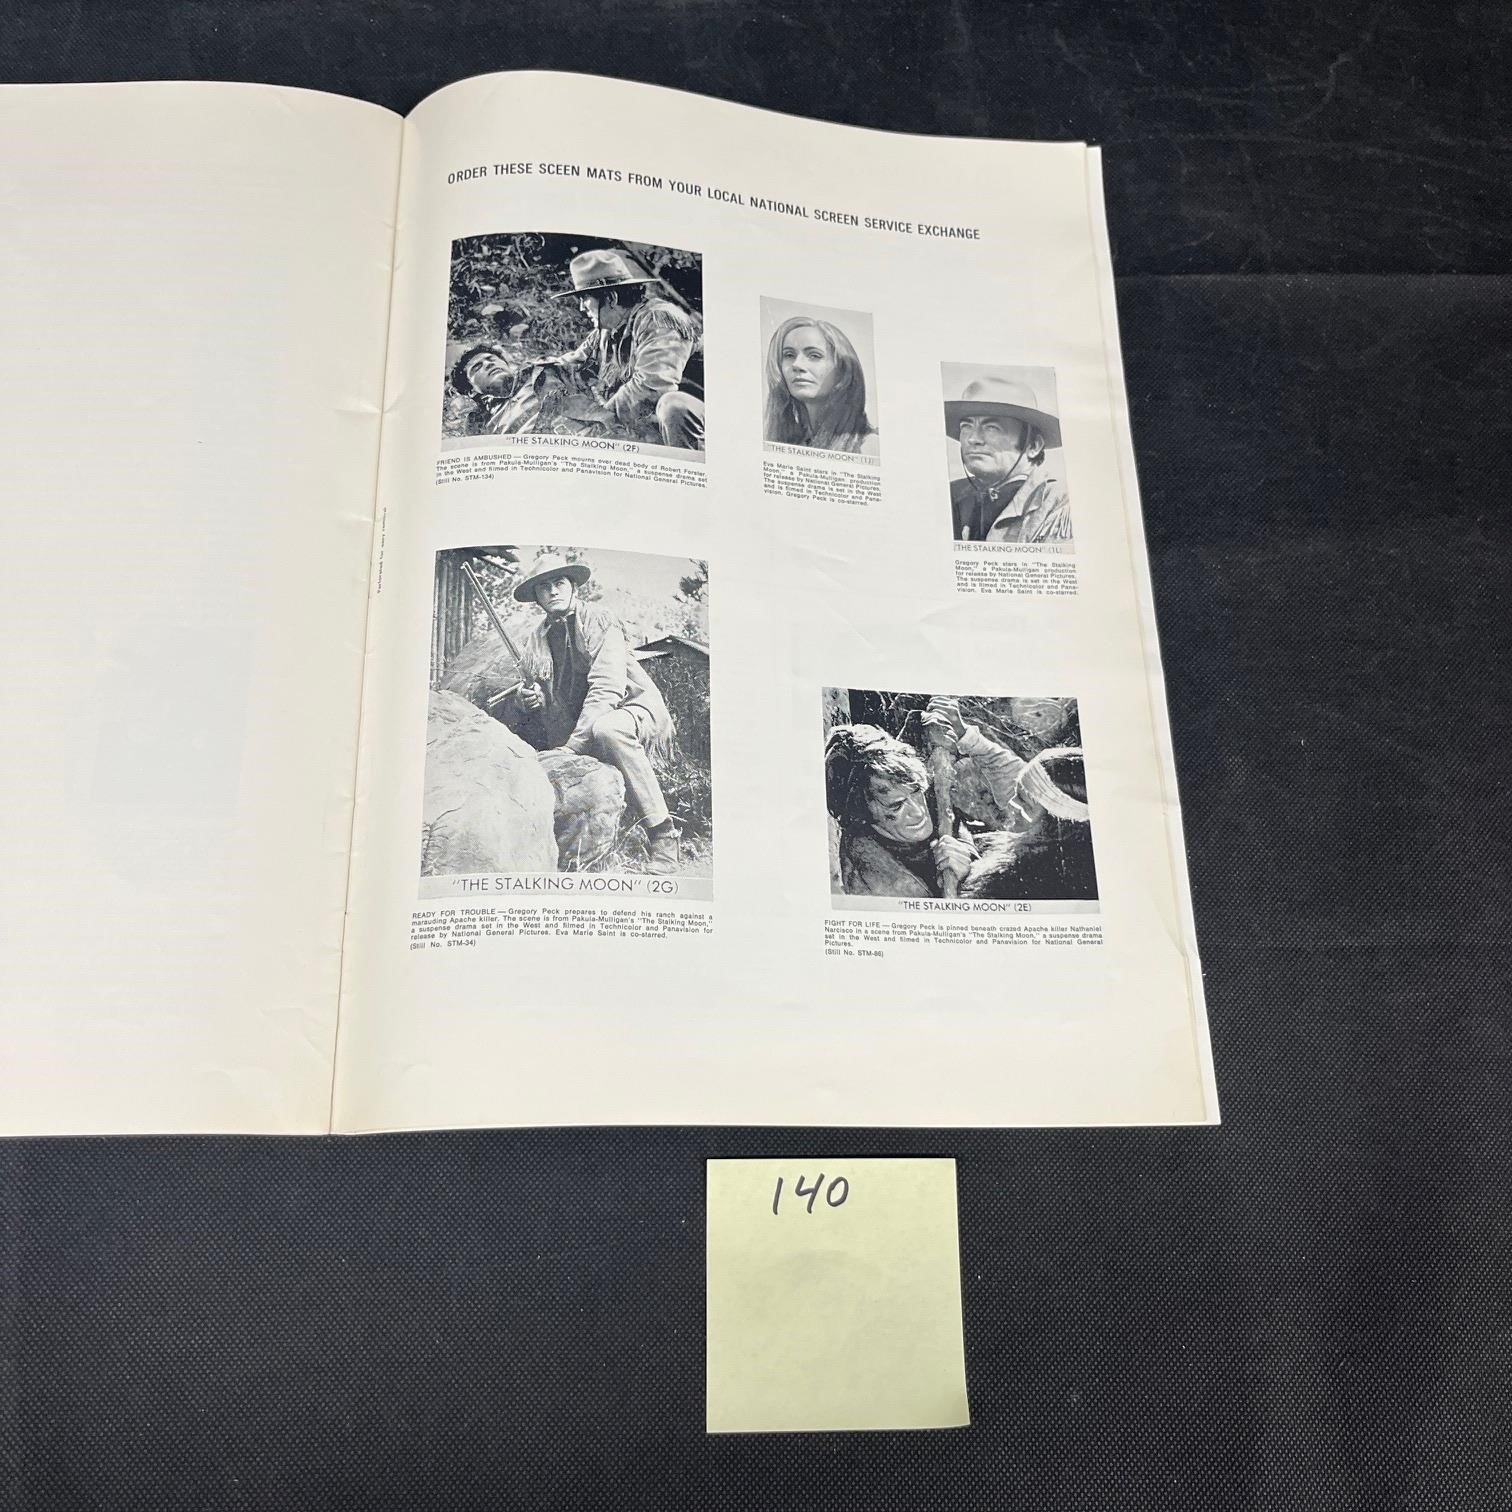 ORDER THESE SCEEN MATS FROM YOUR LOCAL NATIONAL SCREEN SERVICE EXCHANGE
"THE STALKING MOON" (2F)
FRIEND IS AMBUSHED — Gregory Peck mourns over dead body of Robert Forster.
The scene is from Pakula-Mulligan's "The Stalking Moon," a suspense drama set
in the West and filmed in Technicolor and Panavision for National General Pictures.
(Still No. STM-134)
"THE STALKING MOON" (1J)
Eva Marie Saint stars in "The Stalking
Moon," a Pakula-Mulligan production
for release by National General Pictures.
The suspense drama is set in the West
and is filmed in Technicolor and Pana-
vision. Gregory Peck is co-starred.
"THE STALKING MOON" (1L)
Gregory Peck stars in "The Stalking
Moon," a Pakula-Mulligan production
for release by National General Pictures.
The suspense drama is set in the West
and is filmed in Technicolor and Pana-
vision. Eva Marie Saint is co-starred.
"THE STALKING MOON" (2G)
READY FOR TROUBLE — Gregory Peck prepares to defend his ranch against a
marauding Apache killer. The scene is from Pakula-Mulligan's "The Stalking Moon,"
a suspense drama set in the West and filmed in Technicolor and Panavision for
release by National General Pictures. Eva Marie Saint is co-starred.
(Still No. STM-34)
"THE STALKING MOON" (2E)
FIGHT FOR LIFE — Gregory Peck is pinned beneath crazed Apache killer Nathaniel
Narcisco in a scene from Pakula-Mulligan's "The Stalking Moon," a suspense drama
set in the West and filmed in Technicolor and Panavision for National General
Pictures.
(Still No. STM-86)
Perforated for easy removal
140